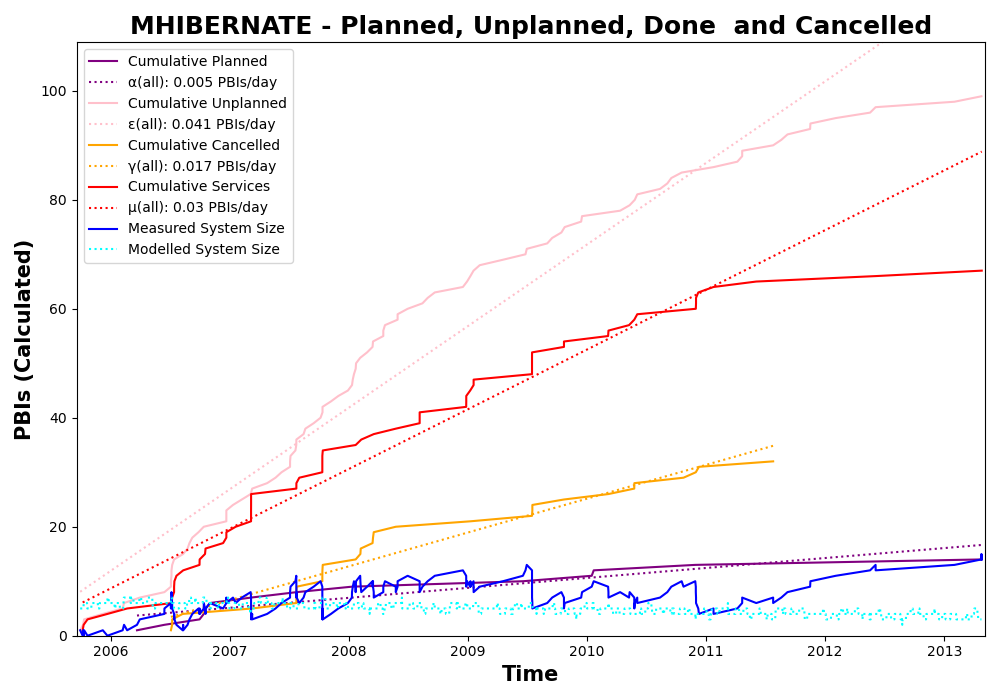 MHIBERNATE - Planned, Unplanned, Done  and Cancelled
Cumulative Planned
α(all): 0.005 PBIs/day
Cumulative Unplanned
ε(all): 0.041 PBIs/day
Cumulative Cancelled
γ(all): 0.017 PBIs/day
Cumulative Services
μ(all): 0.03 PBIs/day
Measured System Size
Modelled System Size
PBIs (Calculated)
100
80
60
40
20
0
2006 2007 2008 2009 2010 2011 2012 2013
Time